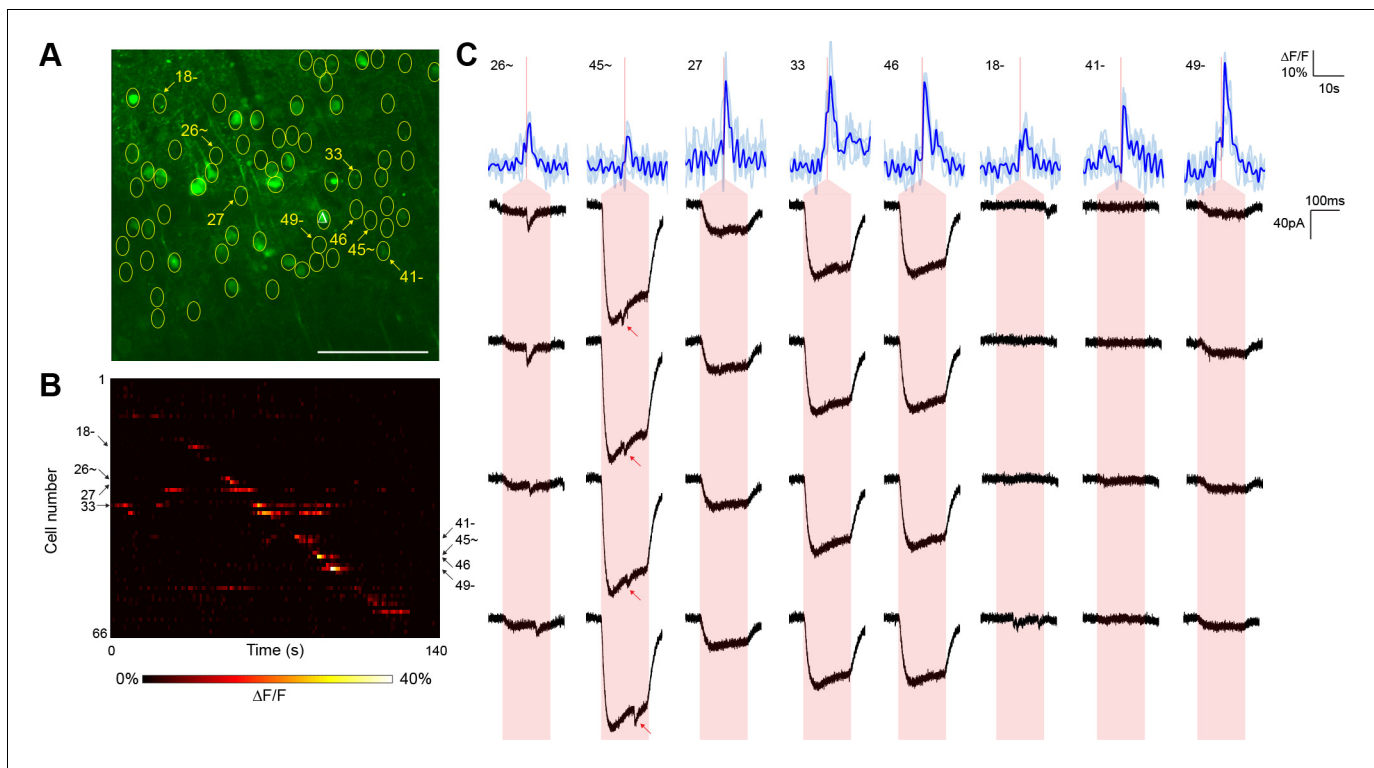 A
18-
26~
33
27
49-
46
45~
41-
Δ
B
1
18-
26~
27
33
Cell number
41-
45~
46
49-
66
0
Time (s)
140
0%
40%
ΔF/F
C
26~
45~
27
33
46
18-
41-
49-
ΔF/F
10%
10s
100ms
40pA